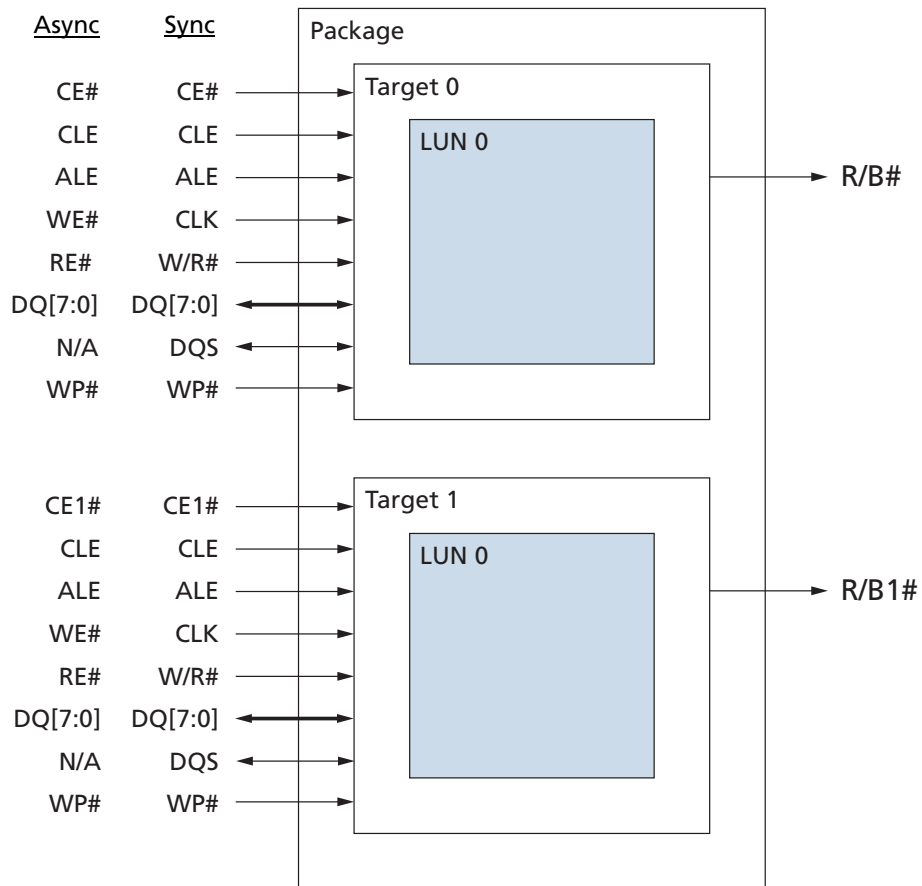 Async Sync Package
CE# CE# Target 0
CLE CLE LUN 0
ALE ALE R/B#
WE# CLK
RE# W/R#
DQ[7:0] DQ[7:0]
N/A DQS
WP# WP#
CE1# CE1# Target 1
CLE CLE LUN 0
ALE ALE R/B1#
WE# CLK
RE# W/R#
DQ[7:0] DQ[7:0]
N/A DQS
WP# WP#